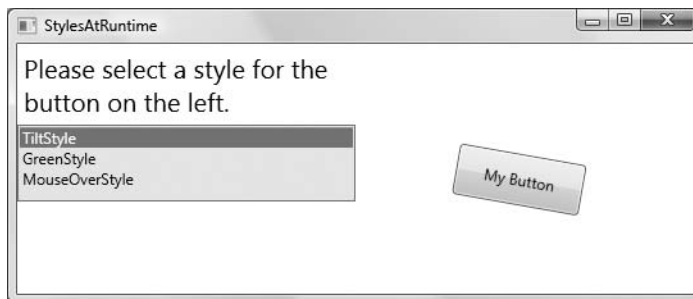 StylesAtRuntime
Please select a style for the
button on the left.
TiltStyle
GreenStyle
MouseOverStyle
My Button